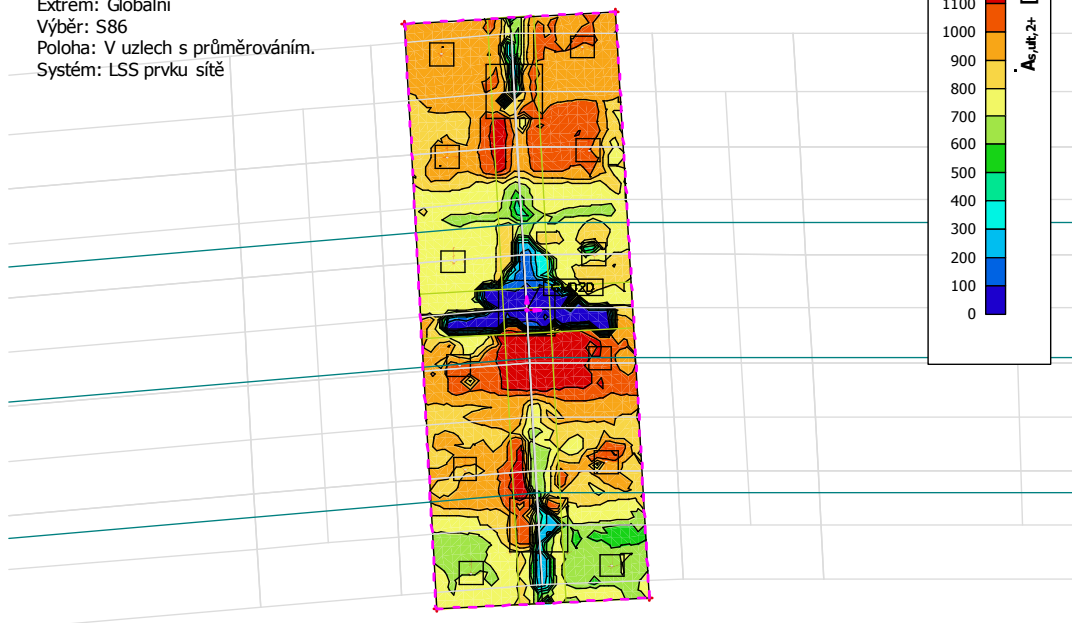 Extrém: Globální
Výběr: S86
Poloha: V uzlech s průměrováním.
Systém: LSS prvku sítě
1100
1000
900
800
700
600
500
400
300
200
100
0
As,ult,2+ [